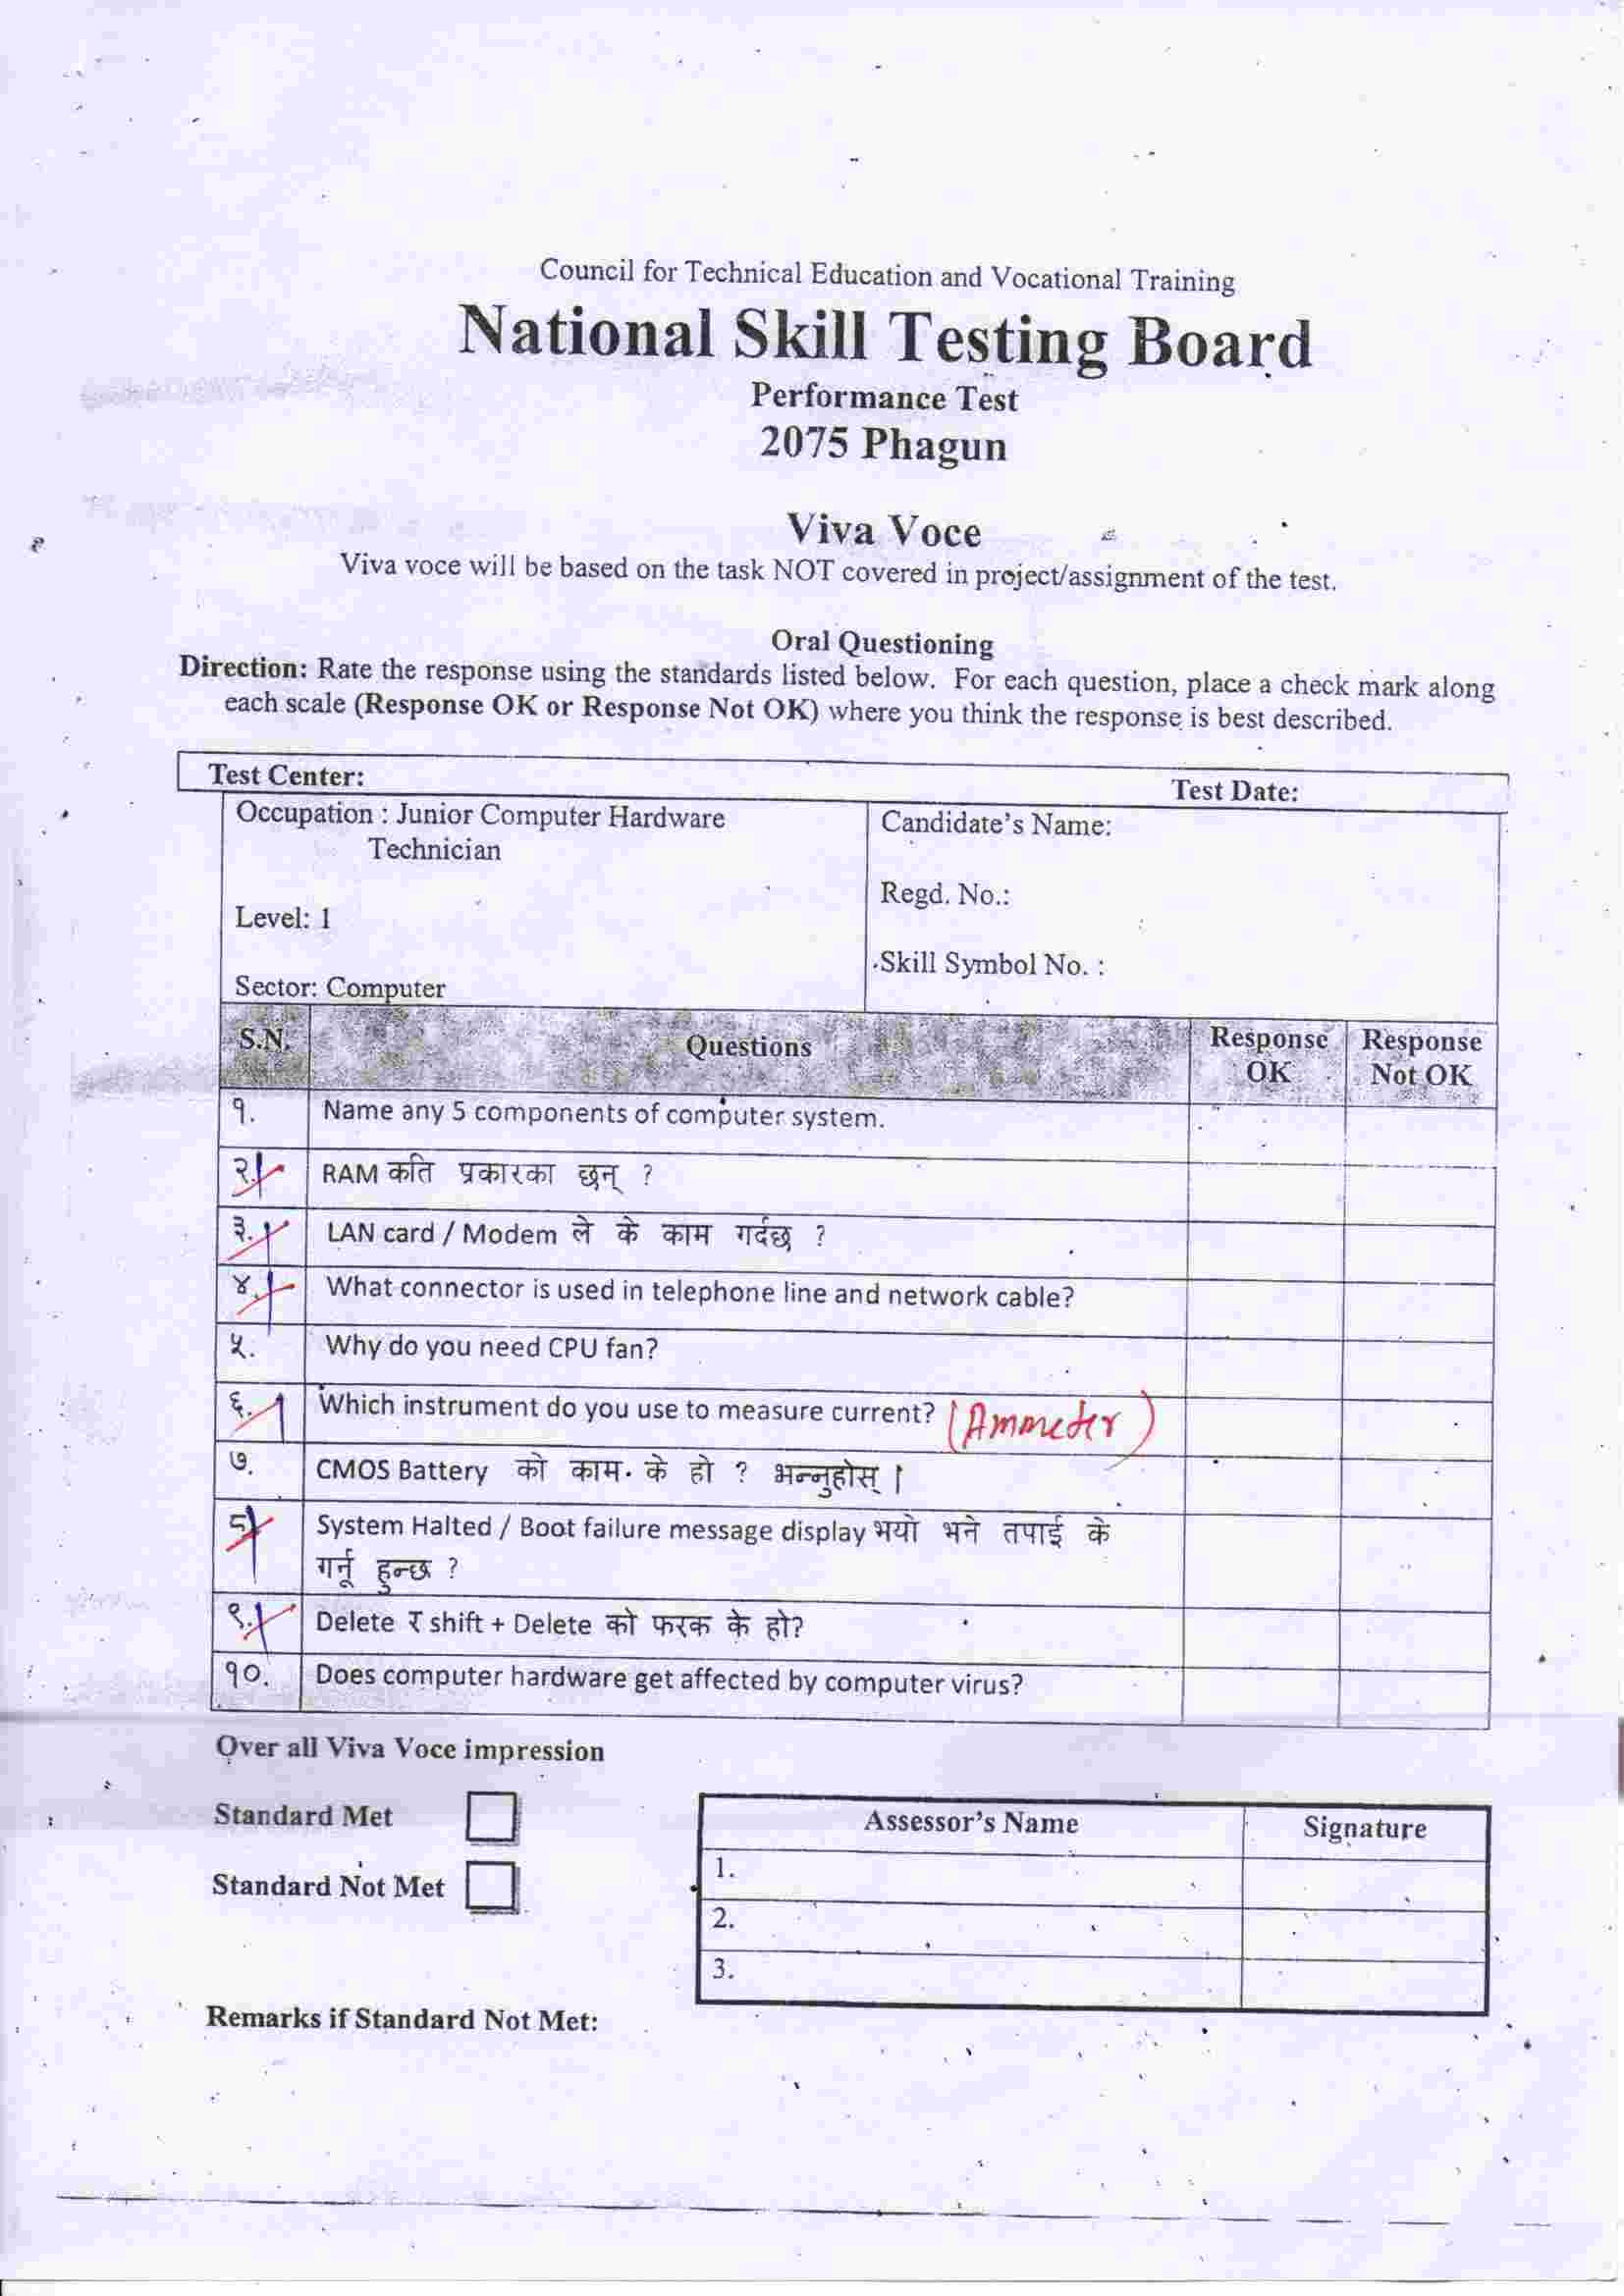 Council for Technical Education and Vocational Training
National Skill Testing Board
Performance Test
2075 Phagun
Viva Voce
Viva voce will be based on the task NOT covered in project/assignment of the test.
Oral Questioning
Direction: Rate the response using the standards listed below. For each question, place a check mark along
each scale (Response OK or Response Not OK) where you think the response is best described.
Test Center: Test Date:
Occupation : Junior Computer Hardware
Technician
Level: 1
Sector: Computer
Candidate's Name:
Regd. No.:
Skill Symbol No. :
S.N. Questions Response OK Response Not OK
१. Name any 5 components of computer system.
२. RAM कति प्रकारका छन् ?
३. LAN card / Modem ले के काम गर्दछ ?
४. What connector is used in telephone line and network cable?
५. Why do you need CPU fan?
६. Which instrument do you use to measure current? (Ammeter)
७. CMOS Battery को काम के हो ? भन्नुहोस् ।
८. System Halted / Boot failure message display भयो भने तपाई के
गर्नू हुन्छ ?
९. Delete र shift + Delete को फरक के हो?
१०. Does computer hardware get affected by computer virus?
Over all Viva Voce impression
Standard Met
Standard Not Met
Assessor's Name Signature
1.
2.
3.
Remarks if Standard Not Met: